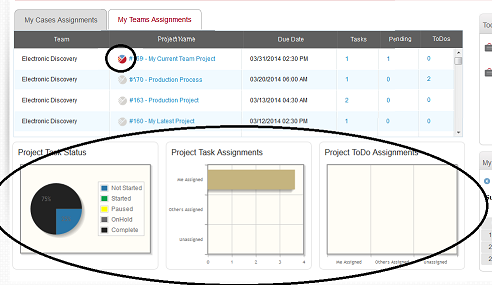 My Cases Assignments My Teams Assignments
Team Project Name Due Date Tasks Pending ToDos
Electronic Discovery - My Current Team Project 03/31/2014 02:30 PM 1 1 0
Electronic Discovery #170 - Production Process 03/20/2014 06:00 AM 1 0 2
Electronic Discovery #163 - Production Project 03/13/2014 04:30 AM 2 0 0
Electronic Discovery #160 - My Latest Project 03/12/2014 02:30 PM 1 0 0
Project Task Status Project Task Assignments Project ToDo Assignments
My
75%
Not Started
Started
Paused
OnHold
Complete
Me Assigned
Others Assigned
Unassigned
0 1 2 3 4
Me Assigned Others Assigned Unassigned